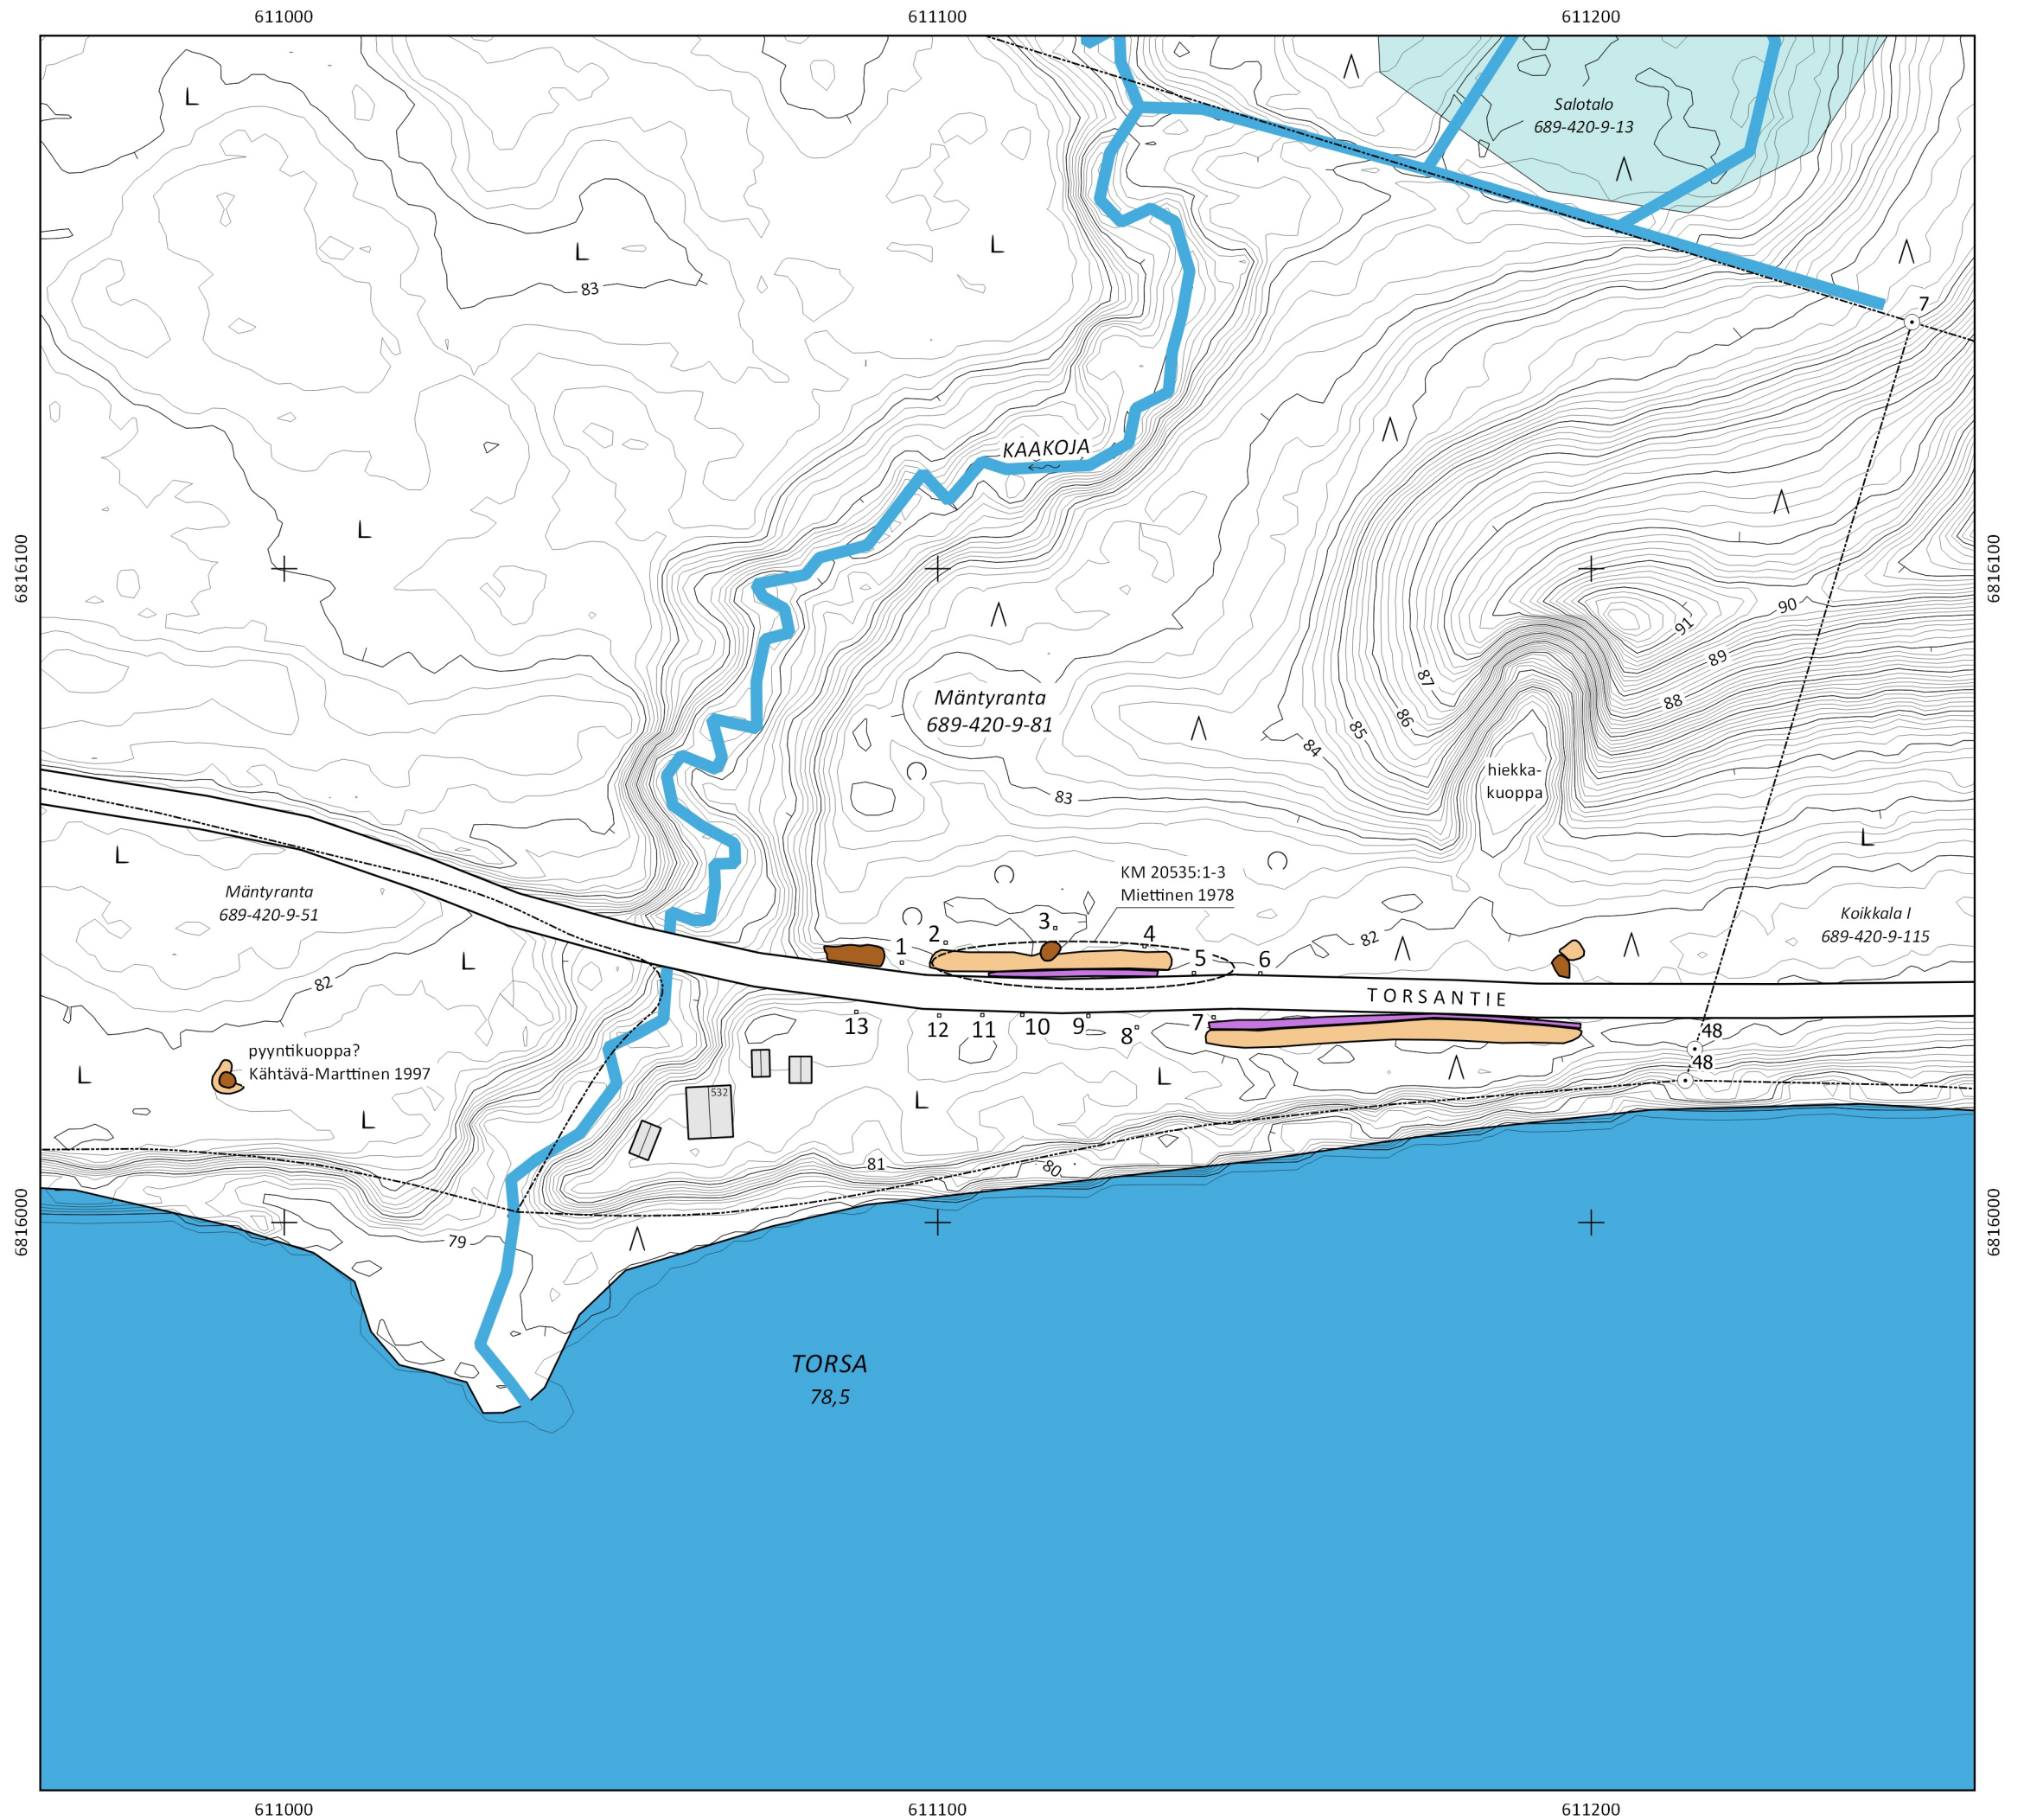 611000 611100 611200
Salotalo
689-420-9-13
L
L
L
83
7
KAAKOJA
L
6816100 6816100
90
91
89
88
87
86
85
84
Mäntyranta
689-420-9-81
hiekka-
kuoppa
83
L
L
KM 20535:1-3
Miettinen 1978
Mäntyranta
689-420-9-51
Koikkala I
689-420-9-115
1 2 3 4 5 6
82
L
82
TORSANTIE
13 12 11 10 9 8 7
48
48
pyyntikuoppa?
Kähtävä-Marttinen 1997
L
L
L
L
532
81
80
6816000 6816000
79
TORSA
78,5
611000 611100 611200